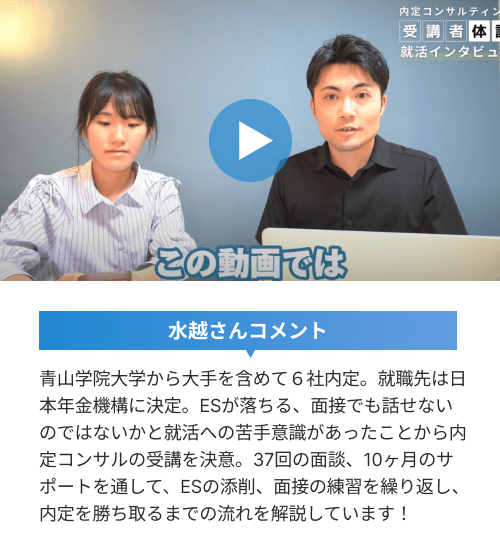 内定コンサルティン
受講者体
就活インタビュ
この動画では
水越さんコメント
青山学院大学から大手を含めて６社内定。就職先は日
本年金機構に決定。ESが落ちる、面接でも話せない
のではないかと就活への苦手意識があったことから内
定コンサルの受講を決意。37回の面談、10ヶ月のサ
ポートを通して、ESの添削、面接の練習を繰り返し、
内定を勝ち取るまでの流れを解説しています！